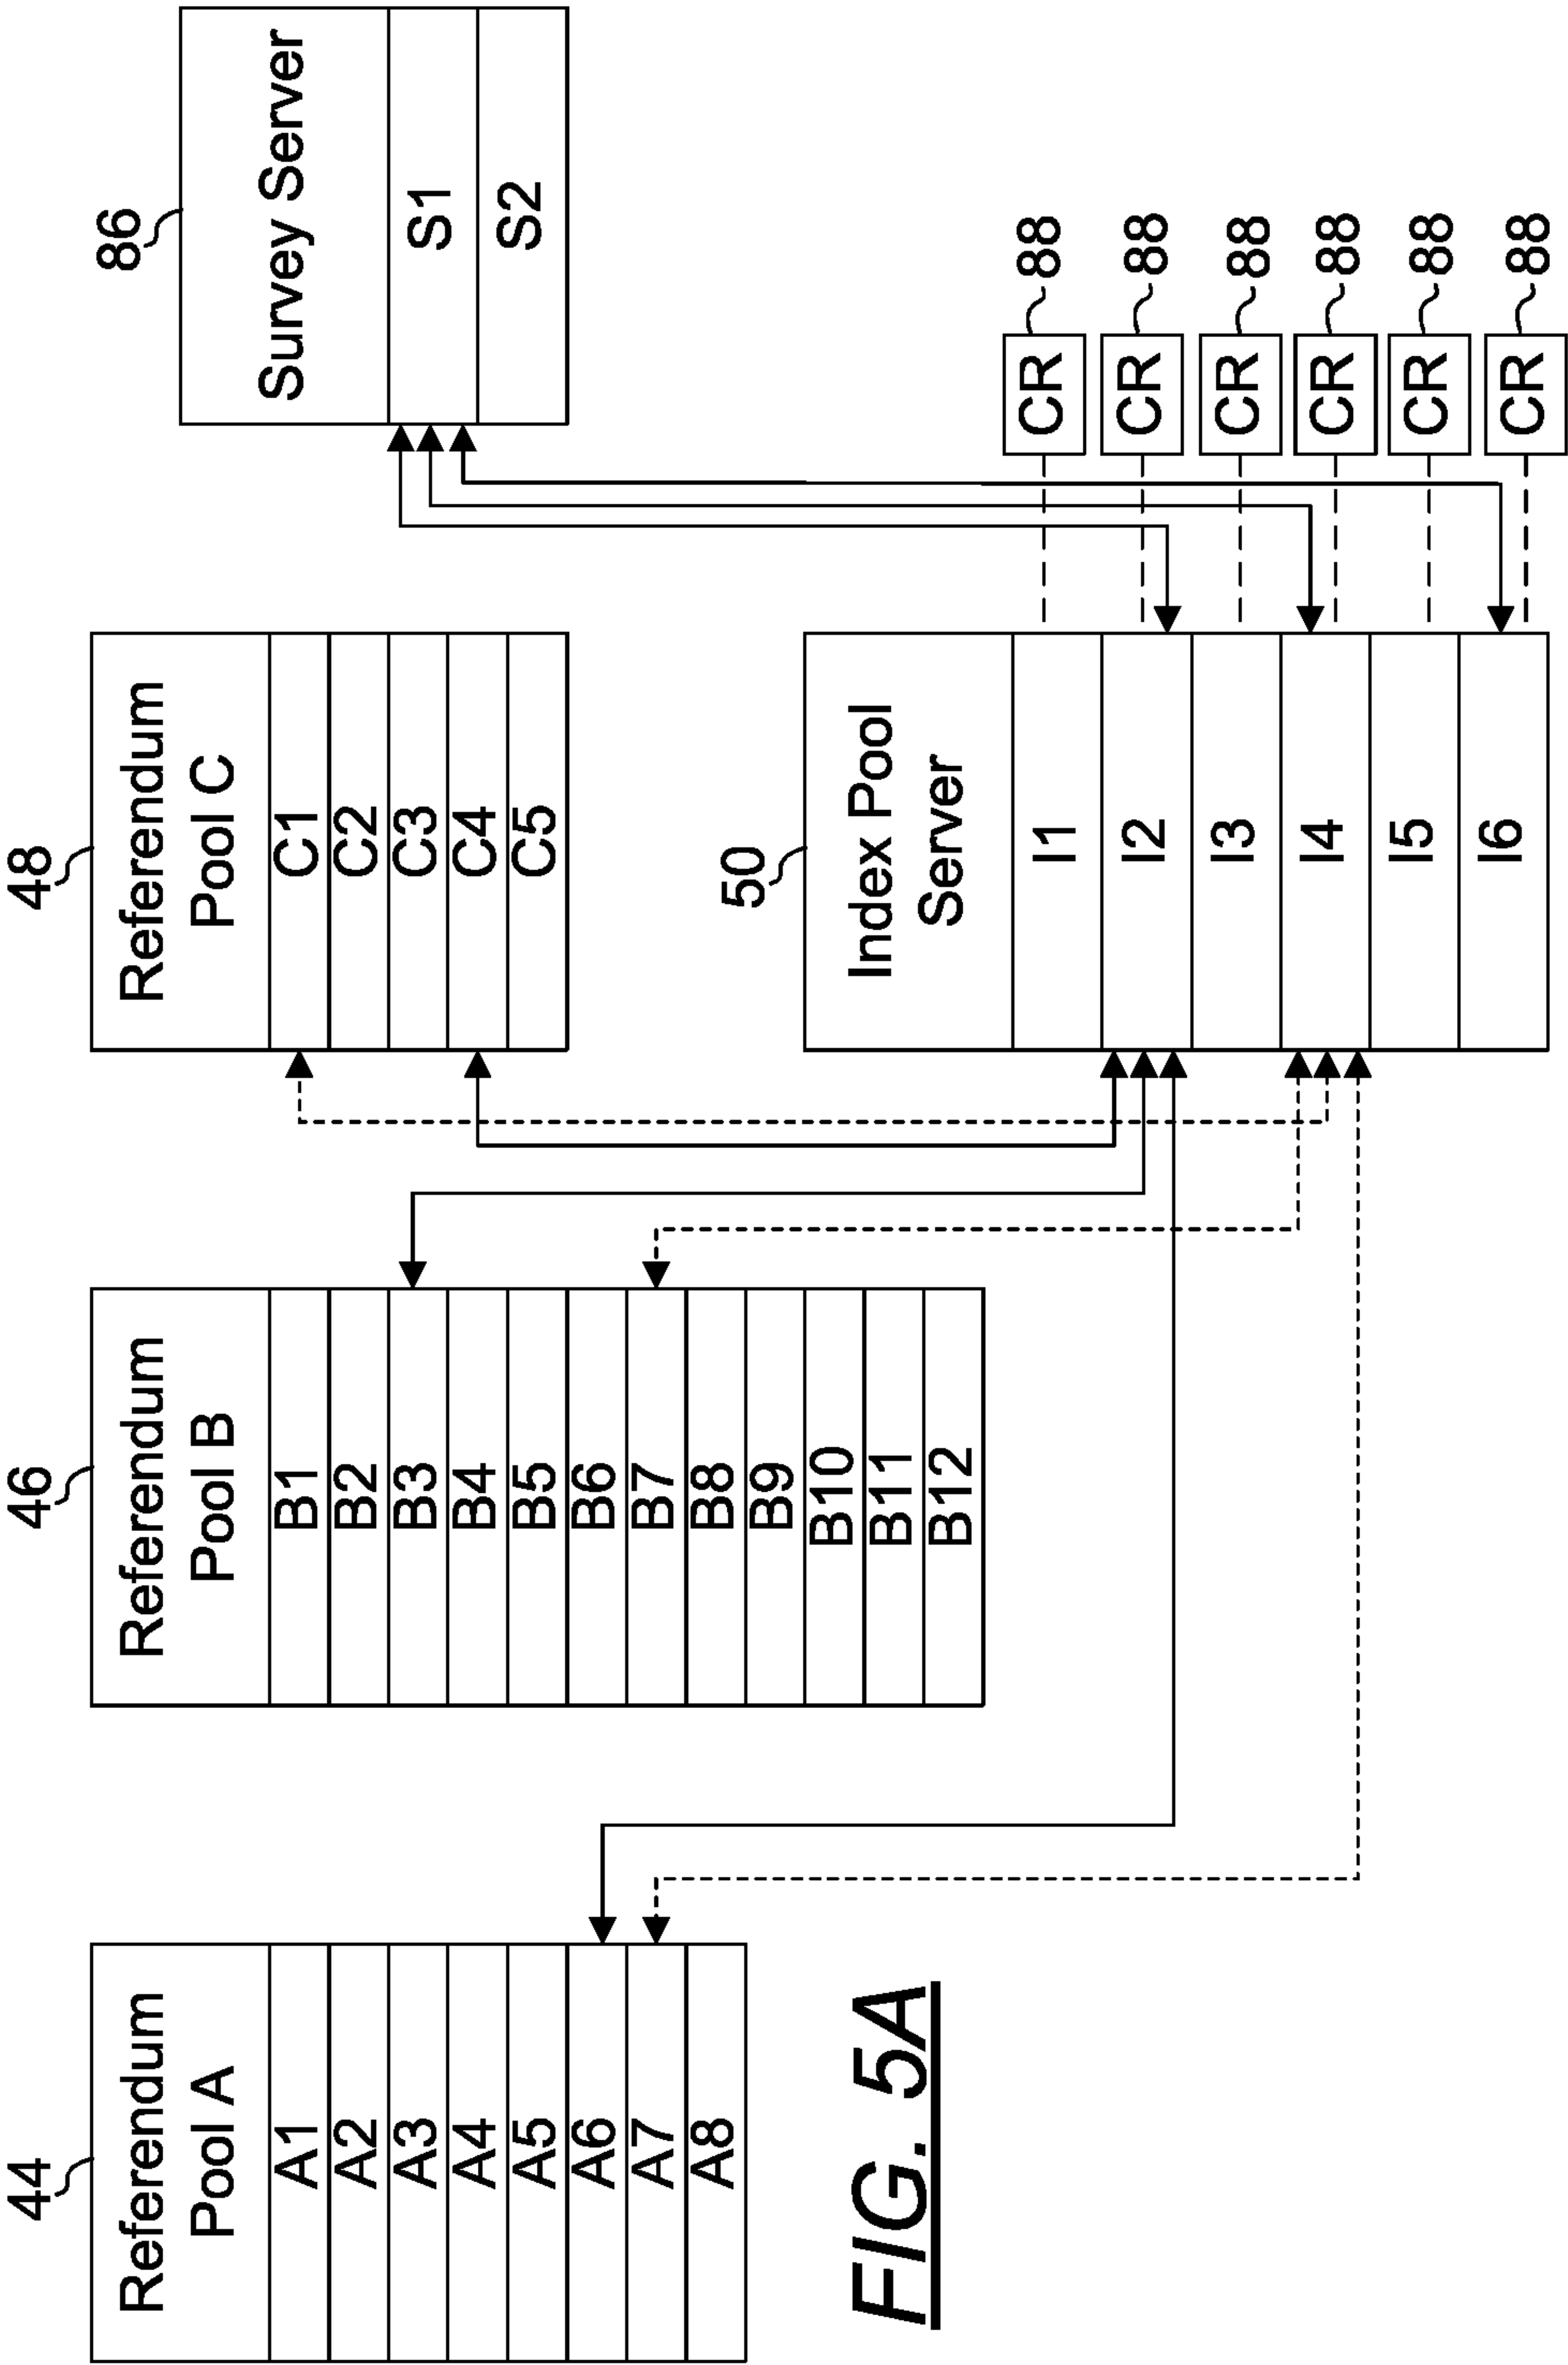 44
Referendum
Pool A
A1
A2
A3
A4
A5
A6
A7
A8
46
Referendum
Pool B
B1
B2
B3
B4
B5
B6
B7
B8
B9
B10
B11
B12
48
Referendum
Pool C
C1
C2
C3
C4
C5
86
Survey Server
S1
S2
50
Index Pool
Server
I1
I2
I3
I4
I5
I6
CR
88
CR
88
CR
88
CR
88
CR
88
CR
88
FIG. 5A